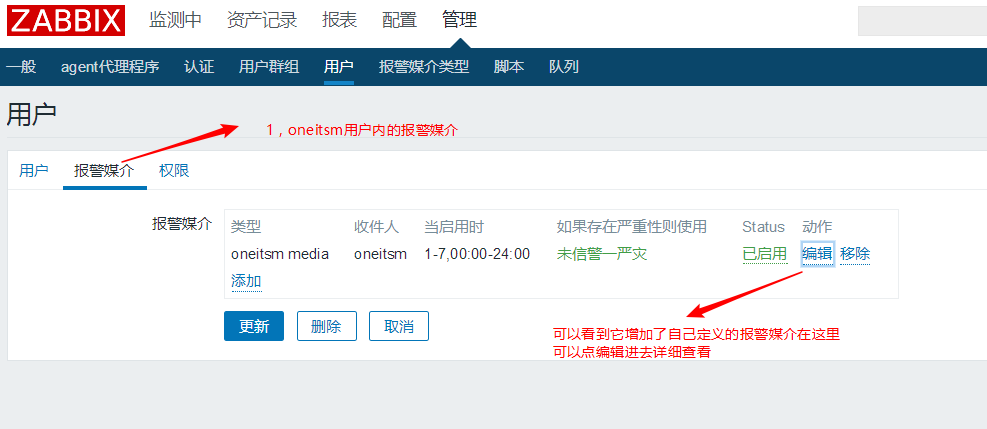 ZABBIX 监测中 资产记录 报表 配置 管理
一般 agent代理程序 认证 用户群组 用户 报警媒介类型 脚本 队列
用户
1，oneitsm用户内的报警媒介
用户 报警媒介 权限
报警媒介 类型 收件人 当启用时 如果存在严重性则使用 Status 动作
oneitsm media oneitsm 1-7,00:00-24:00 未信警一严灾 已启用 编辑 移除
添加
更新 删除 取消
可以看到它增加了自己定义的报警媒介在这里
可以点编辑进去详细查看